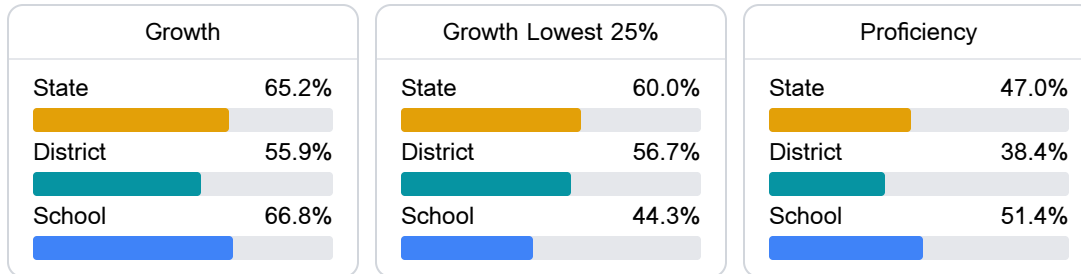 Growth
State 65.2%
District 55.9%
School 66.8%
Growth Lowest 25%
State 60.0%
District 56.7%
School 44.3%
Proficiency
State 47.0%
District 38.4%
School 51.4%